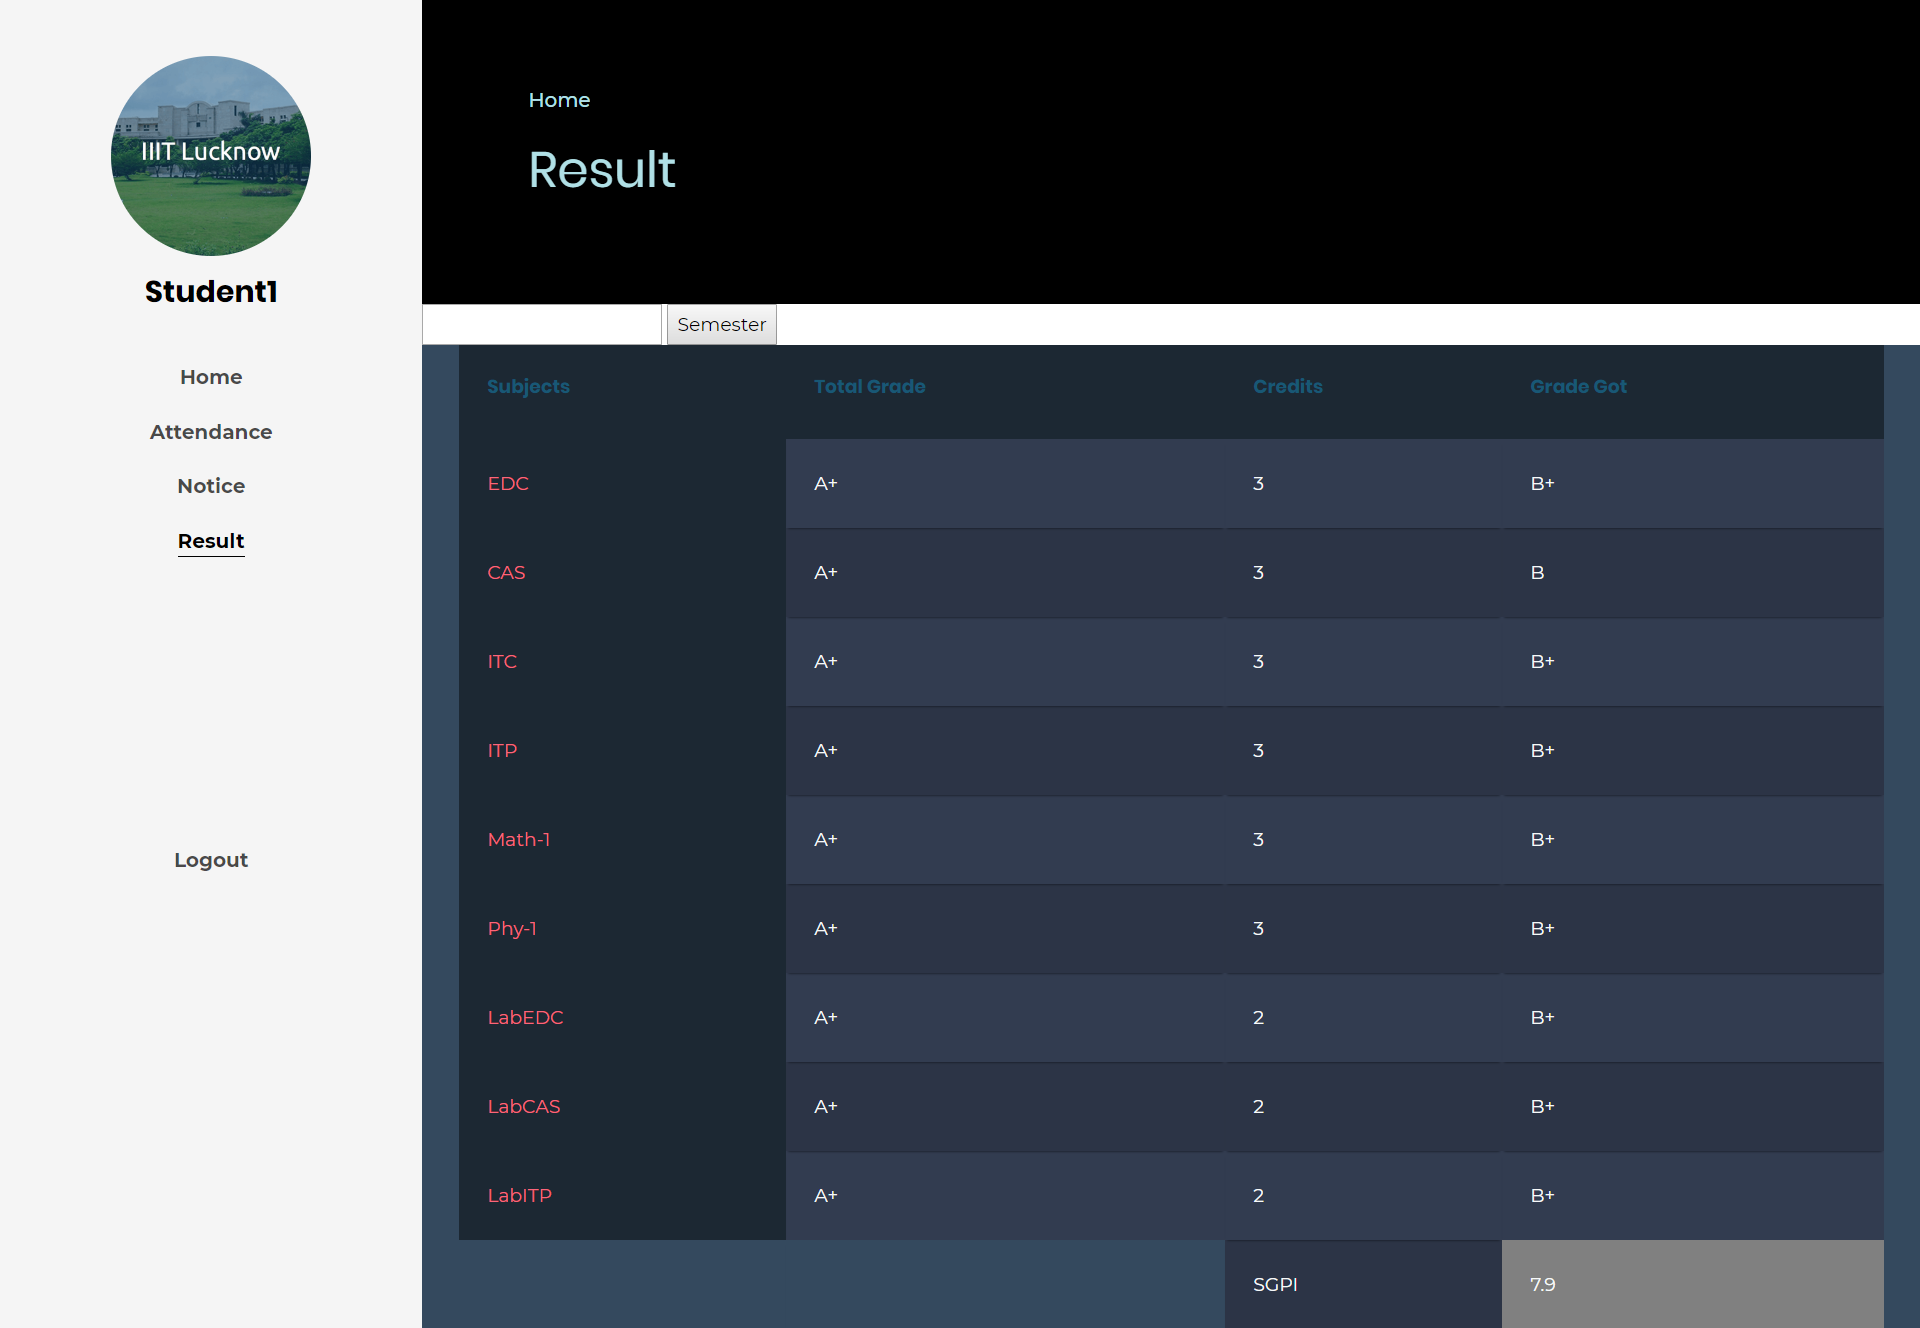 IIIT Lucknow
Student1
Home
Attendance
Notice
Result
Logout
Home
Result
Semester
Subjects Total Grade Credits Grade Got
EDC A+ 3 B+
CAS A+ 3 B
ITC A+ 3 B+
ITP A+ 3 B+
Math-1 A+ 3 B+
Phy-1 A+ 3 B+
LabEDC A+ 2 B+
LabCAS A+ 2 B+
LabITP A+ 2 B+
SGPI 7.9